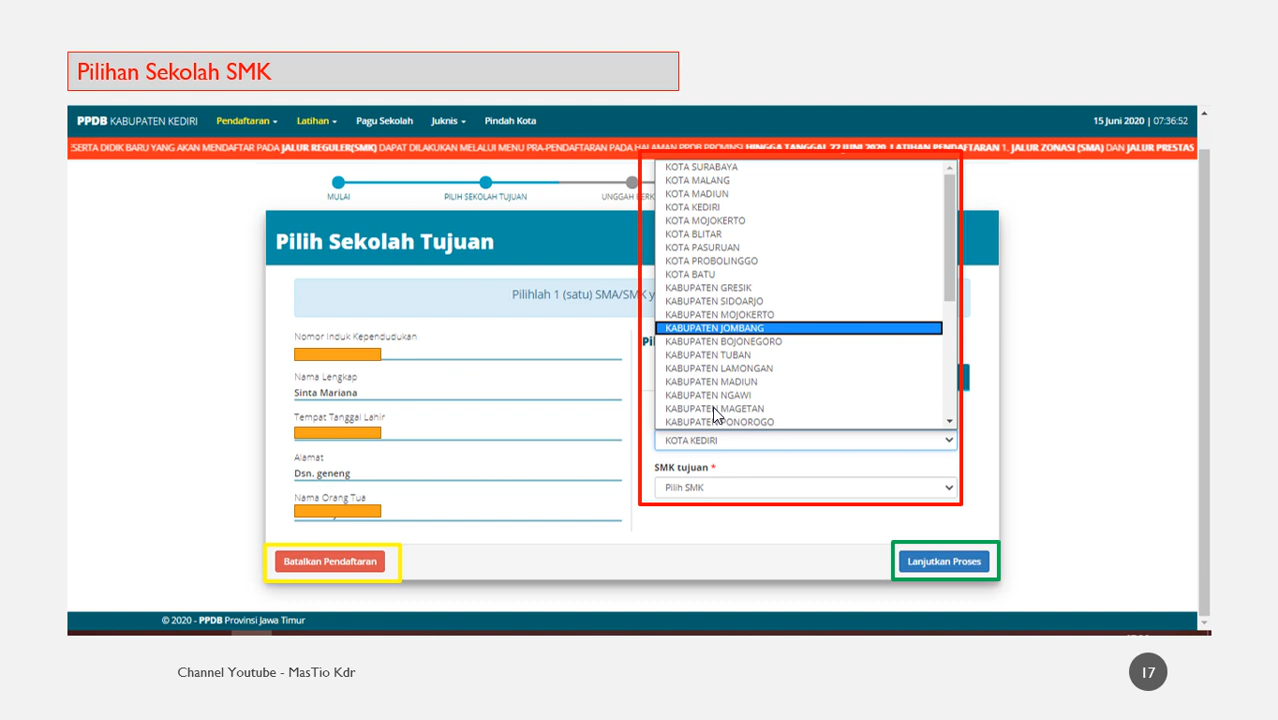 Pilihan Sekolah SMK
PPDB KABUPATEN KEDIRI Pendaftaran Latihan Pagu Sekolah Juknis Pindah Kota 15 Juni 2020 | 07:36:52
SERTA DIDIK BARU YANG AKAN MENDAFTAR PADA JALUR REGULER(SMK) DAPAT DILAKUKAN MELALUI MENU PRA-PENDAFTARAN PADA HALAMAN PPDB PROVINSI HINGGA TANGGAL 22 JUNI 2020. LATIHAN PENDAFTARAN 1. JALUR ZONASI (SMA) DAN JALUR PRESTAS
MULAI PILIH SEKOLAH TUJUAN UNGGAH
Pilih Sekolah Tujuan
Pilihlah 1 (satu) SMA/SMK y
Nomor Induk Kependudukan
Nama Lengkap
Sinta Mariana
Tempat Tanggal Lahir
Alamat
Dsn. geneng
Nama Orang Tua
KOTA SURABAYA
KOTA MALANG
KOTA MADIUN
KOTA KEDIRI
KOTA MOJOKERTO
KOTA BLITAR
KOTA PASURUAN
KOTA PROBOLINGGO
KOTA BATU
KABUPATEN GRESIK
KABUPATEN SIDOARJO
KABUPATEN MOJOKERTO
KABUPATEN JOMBANG
KABUPATEN BOJONEGORO
KABUPATEN TUBAN
KABUPATEN LAMONGAN
KABUPATEN MADIUN
KABUPATEN NGAWI
KABUPATEN MAGETAN
KABUPATEN PONOROGO
KOTA KEDIRI
SMK tujuan *
Pilih SMK
Batalkan Pendaftaran
Lanjutkan Proses
© 2020 - PPDB Provinsi Jawa Timur
Channel Youtube - MasTio Kdr
17